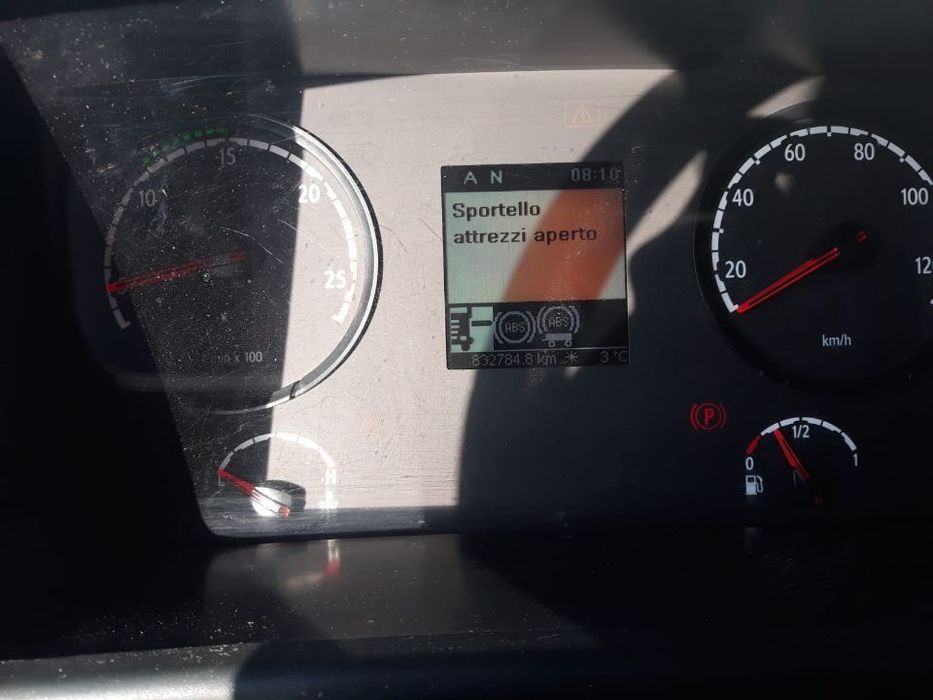 15
10
20
25
x 100
A N 08:10
Sportello
attrezzi aperto
ABS ABS
832784.8 km 3 °C
60 80
40 100
20
km/h
P
1/2
0 1